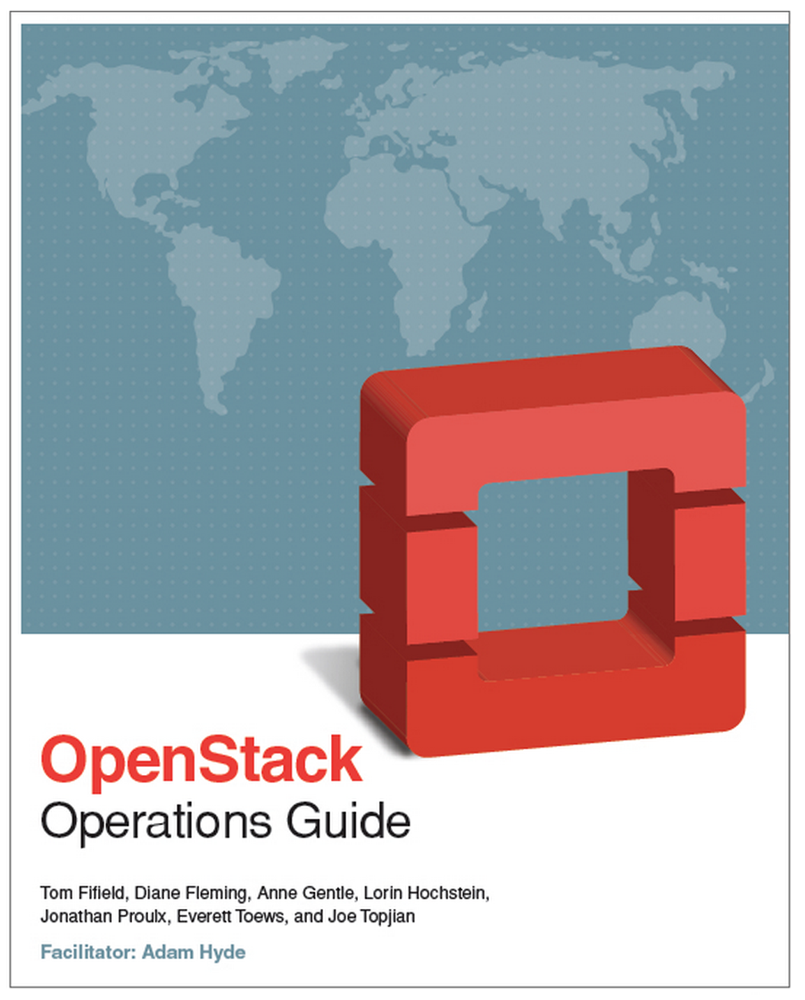 OpenStack
Operations Guide
Tom Fifield, Diane Fleming, Anne Gentle, Lorin Hochstein,
Jonathan Proulx, Everett Toews, and Joe Topjian
Facilitator: Adam Hyde